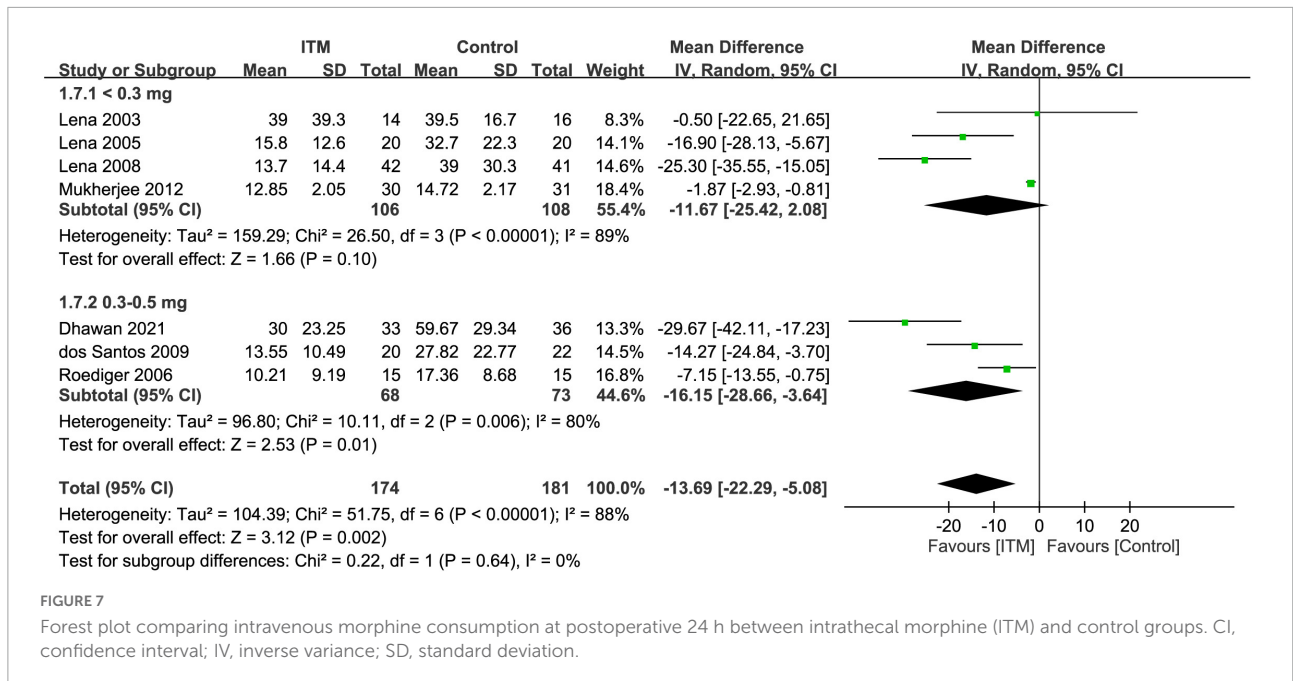 ITM Control Mean Difference Mean Difference
Study or Subgroup Mean SD Total Mean SD Total Weight IV, Random, 95% CI IV, Random, 95% CI
1.7.1 < 0.3 mg
Lena 2003 39 39.3 14 39.5 16.7 16 8.3% -0.50 [-22.65, 21.65]
Lena 2005 15.8 12.6 20 32.7 22.3 20 14.1% -16.90 [-28.13, -5.67]
Lena 2008 13.7 14.4 42 39 30.3 41 14.6% -25.30 [-35.55, -15.05]
Mukherjee 2012 12.85 2.05 30 14.72 2.17 31 18.4% -1.87 [-2.93, -0.81]
Subtotal (95% CI) 106 108 55.4% -11.67 [-25.42, 2.08]
Heterogeneity: Tau² = 159.29; Chi² = 26.50, df = 3 (P < 0.00001); I² = 89%
Test for overall effect: Z = 1.66 (P = 0.10)
1.7.2 0.3-0.5 mg
Dhawan 2021 30 23.25 33 59.67 29.34 36 13.3% -29.67 [-42.11, -17.23]
dos Santos 2009 13.55 10.49 20 27.82 22.77 22 14.5% -14.27 [-24.84, -3.70]
Roediger 2006 10.21 9.19 15 17.36 8.68 15 16.8% -7.15 [-13.55, -0.75]
Subtotal (95% CI) 68 73 44.6% -16.15 [-28.66, -3.64]
Heterogeneity: Tau² = 96.80; Chi² = 10.11, df = 2 (P = 0.006); I² = 80%
Test for overall effect: Z = 2.53 (P = 0.01)
Total (95% CI) 174 181 100.0% -13.69 [-22.29, -5.08]
Heterogeneity: Tau² = 104.39; Chi² = 51.75, df = 6 (P < 0.00001); I² = 88%
Test for overall effect: Z = 3.12 (P = 0.002)
Test for subgroup differences: Chi² = 0.22, df = 1 (P = 0.64), I² = 0%
-20 -10 0 10 20
Favours [ITM] Favours [Control]
FIGURE 7
Forest plot comparing intravenous morphine consumption at postoperative 24 h between intrathecal morphine (ITM) and control groups. CI,
confidence interval; IV, inverse variance; SD, standard deviation.